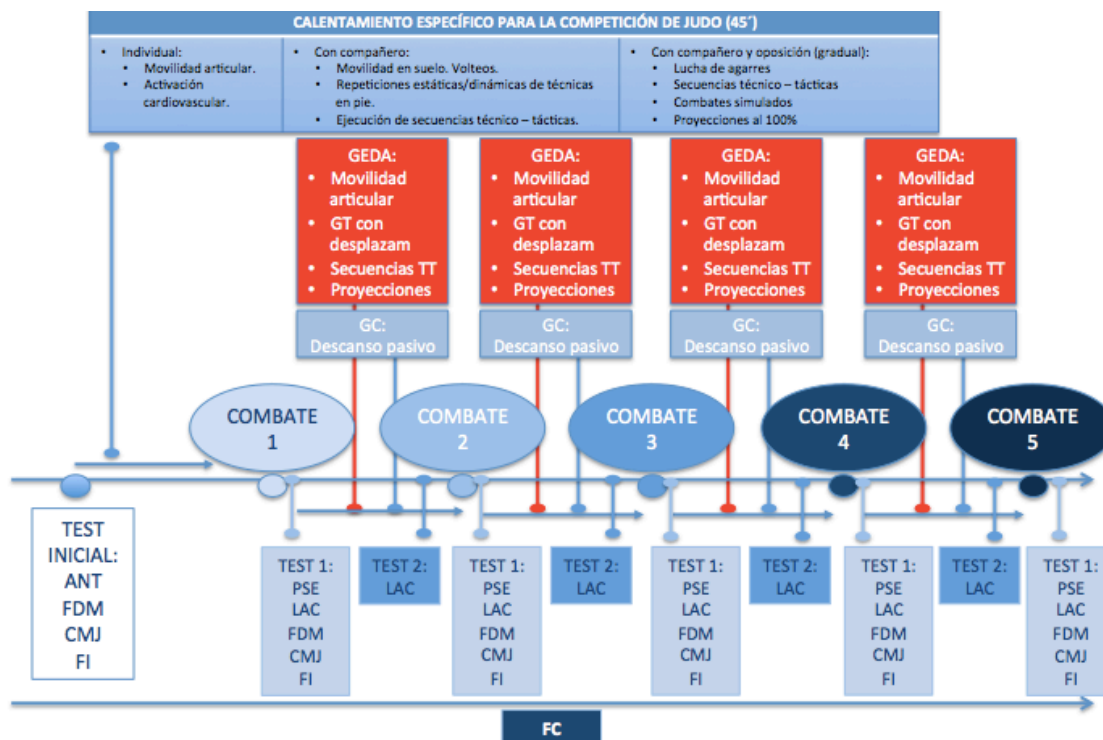 CALENTAMIENTO ESPECÍFICO PARA LA COMPETICIÓN DE JUDO (45´)
• Individual:
• Movilidad articular.
• Activación
cardiovascular.
• Con compañero:
• Movilidad en suelo. Volteos.
• Repeticiones estáticas/dinámicas de técnicas
en pie.
• Ejecución de secuencias técnico – tácticas.
• Con compañero y oposición (gradual):
• Lucha de agarres
• Secuencias técnico – tácticas
• Combates simulados
• Proyecciones al 100%
GEDA:
• Movilidad
articular
• GT con
desplazam
• Secuencias TT
• Proyecciones
GC:
Descanso pasivo
GEDA:
• Movilidad
articular
• GT con
desplazam
• Secuencias TT
• Proyecciones
GC:
Descanso pasivo
GEDA:
• Movilidad
articular
• GT con
desplazam
• Secuencias TT
• Proyecciones
GC:
Descanso pasivo
GEDA:
• Movilidad
articular
• GT con
desplazam
• Secuencias TT
• Proyecciones
GC:
Descanso pasivo
COMBATE
1
COMBATE
2
COMBATE
3
COMBATE
4
COMBATE
5
TEST
INICIAL:
ANT
FDM
CMJ
FI
TEST 1:
PSE
LAC
FDM
CMJ
FI
TEST 2:
LAC
TEST 1:
PSE
LAC
FDM
CMJ
FI
TEST 2:
LAC
TEST 1:
PSE
LAC
FDM
CMJ
FI
TEST 2:
LAC
TEST 1:
PSE
LAC
FDM
CMJ
FI
TEST 2:
LAC
TEST 1:
PSE
LAC
FDM
CMJ
FI
FC